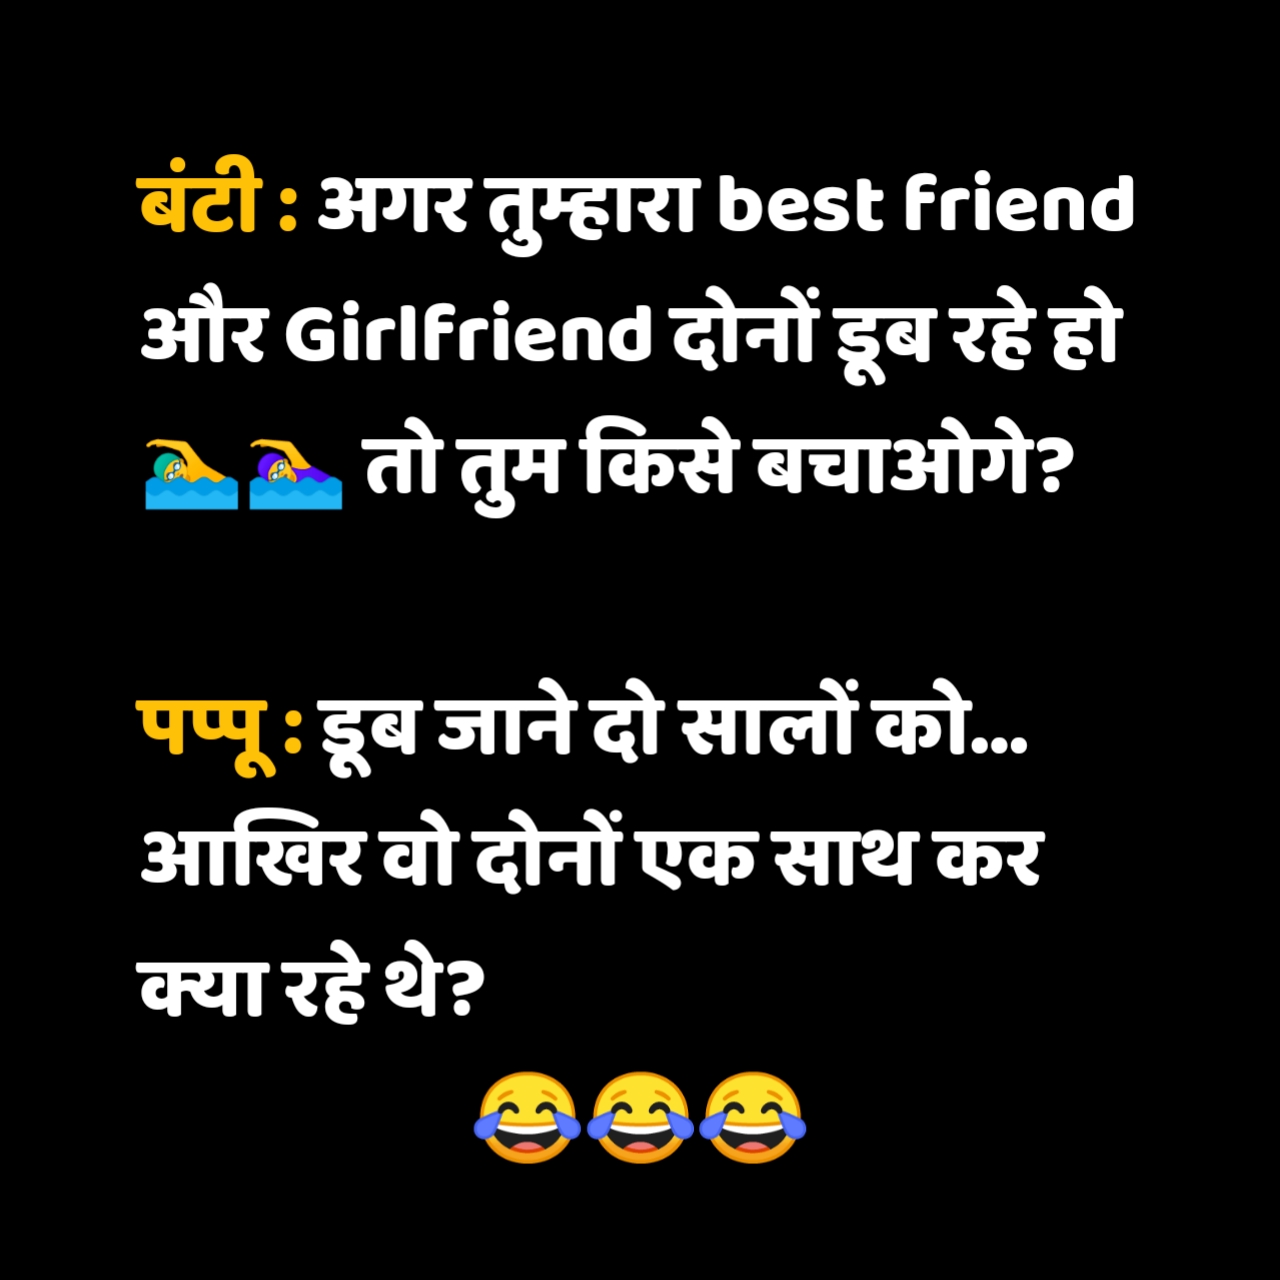 बंटी : अगर तुम्हारा best friend
और Girlfriend दोनों डूब रहे हो
🏊‍♂️🏊‍♀️ तो तुम किसे बचाओगे?
पप्पू : डूब जाने दो सालों को...
आखिर वो दोनों एक साथ कर
क्या रहे थे?
😂😂😂